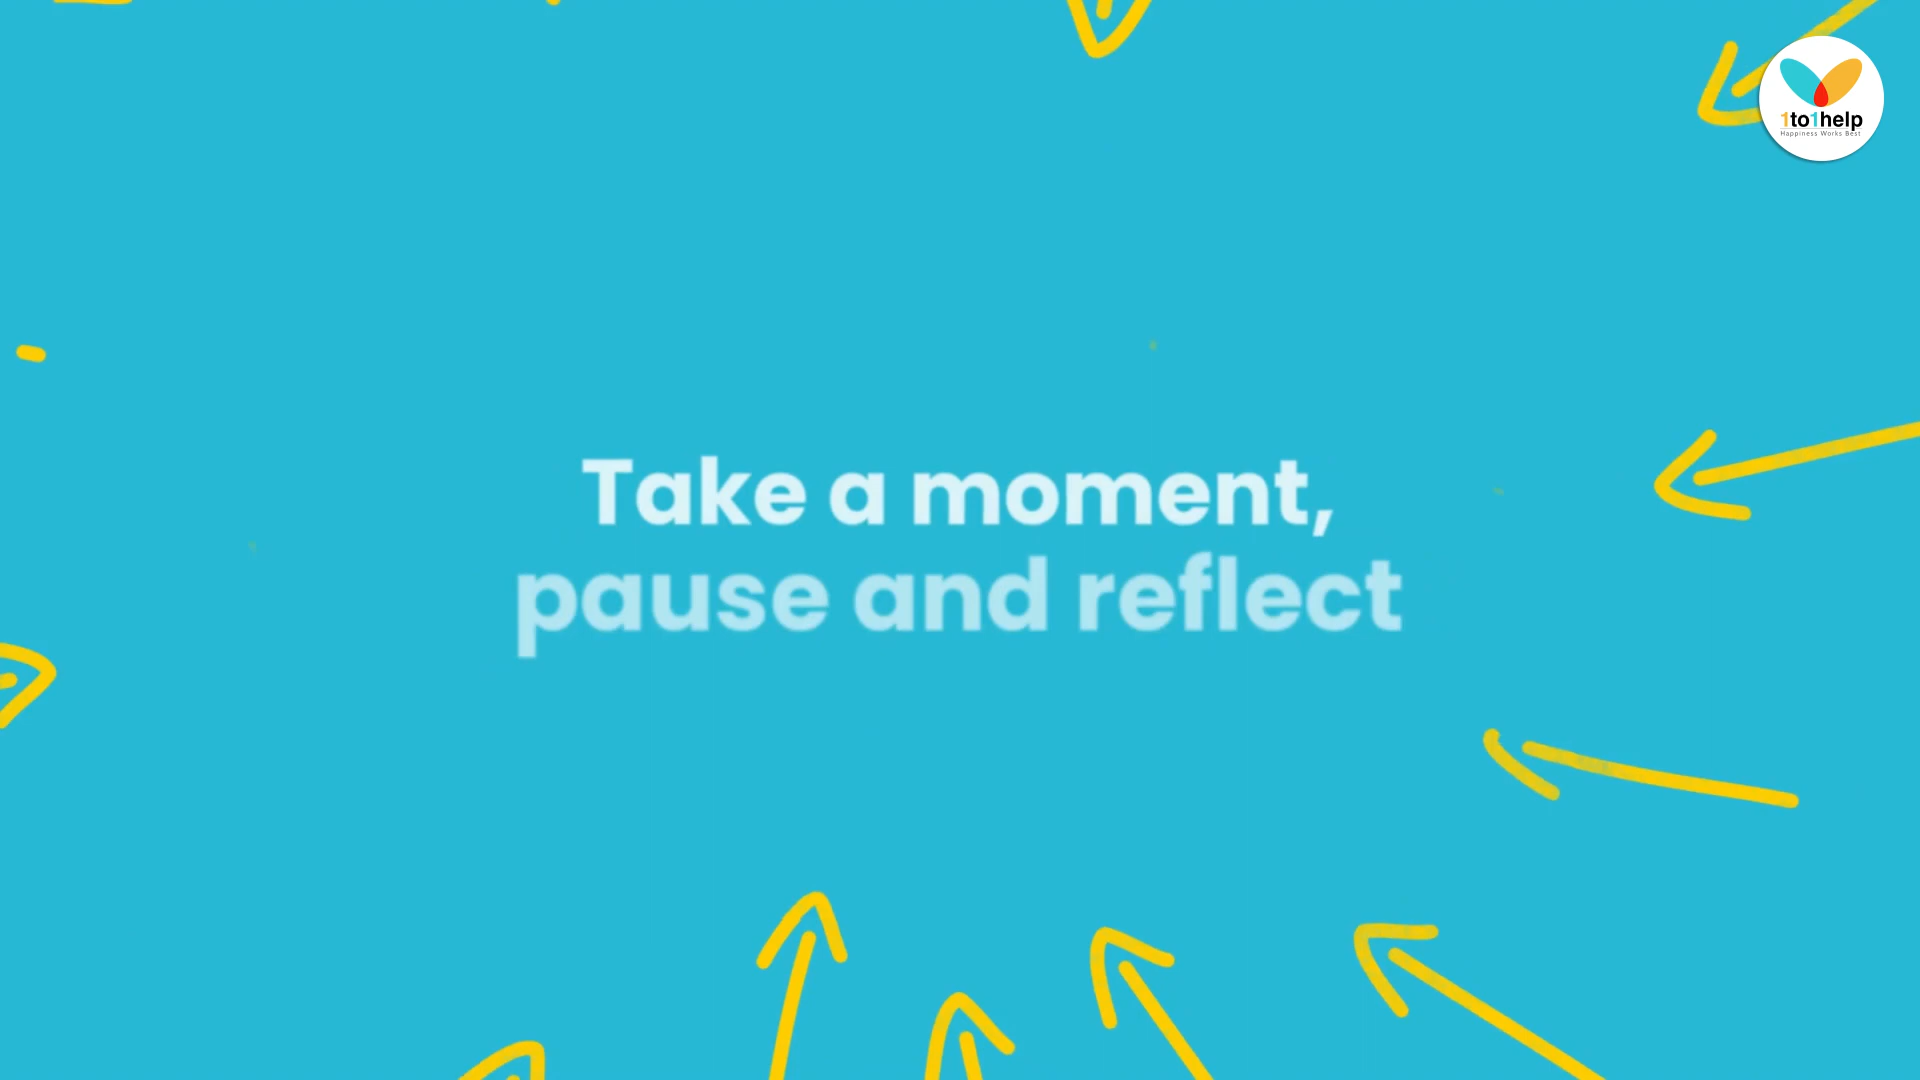 1to1help
Happiness Works Best
Take a moment,
pause and reflect